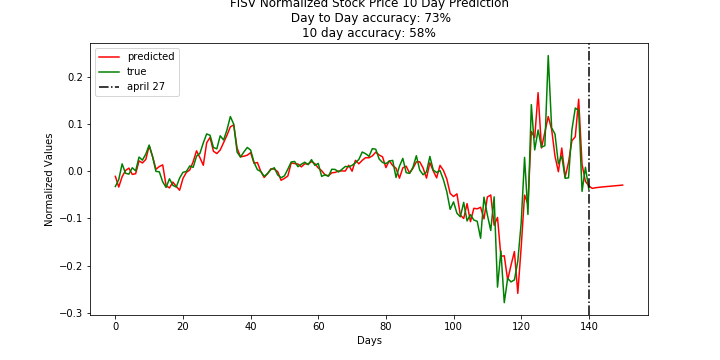 FISV Normalized Stock Price 10 Day Prediction
Day to Day accuracy: 73%
10 day accuracy: 58%
predicted
true
april 27
Normalized Values
0.2
0.1
0.0
−0.1
−0.2
−0.3
0 20 40 60 80 100 120 140
Days